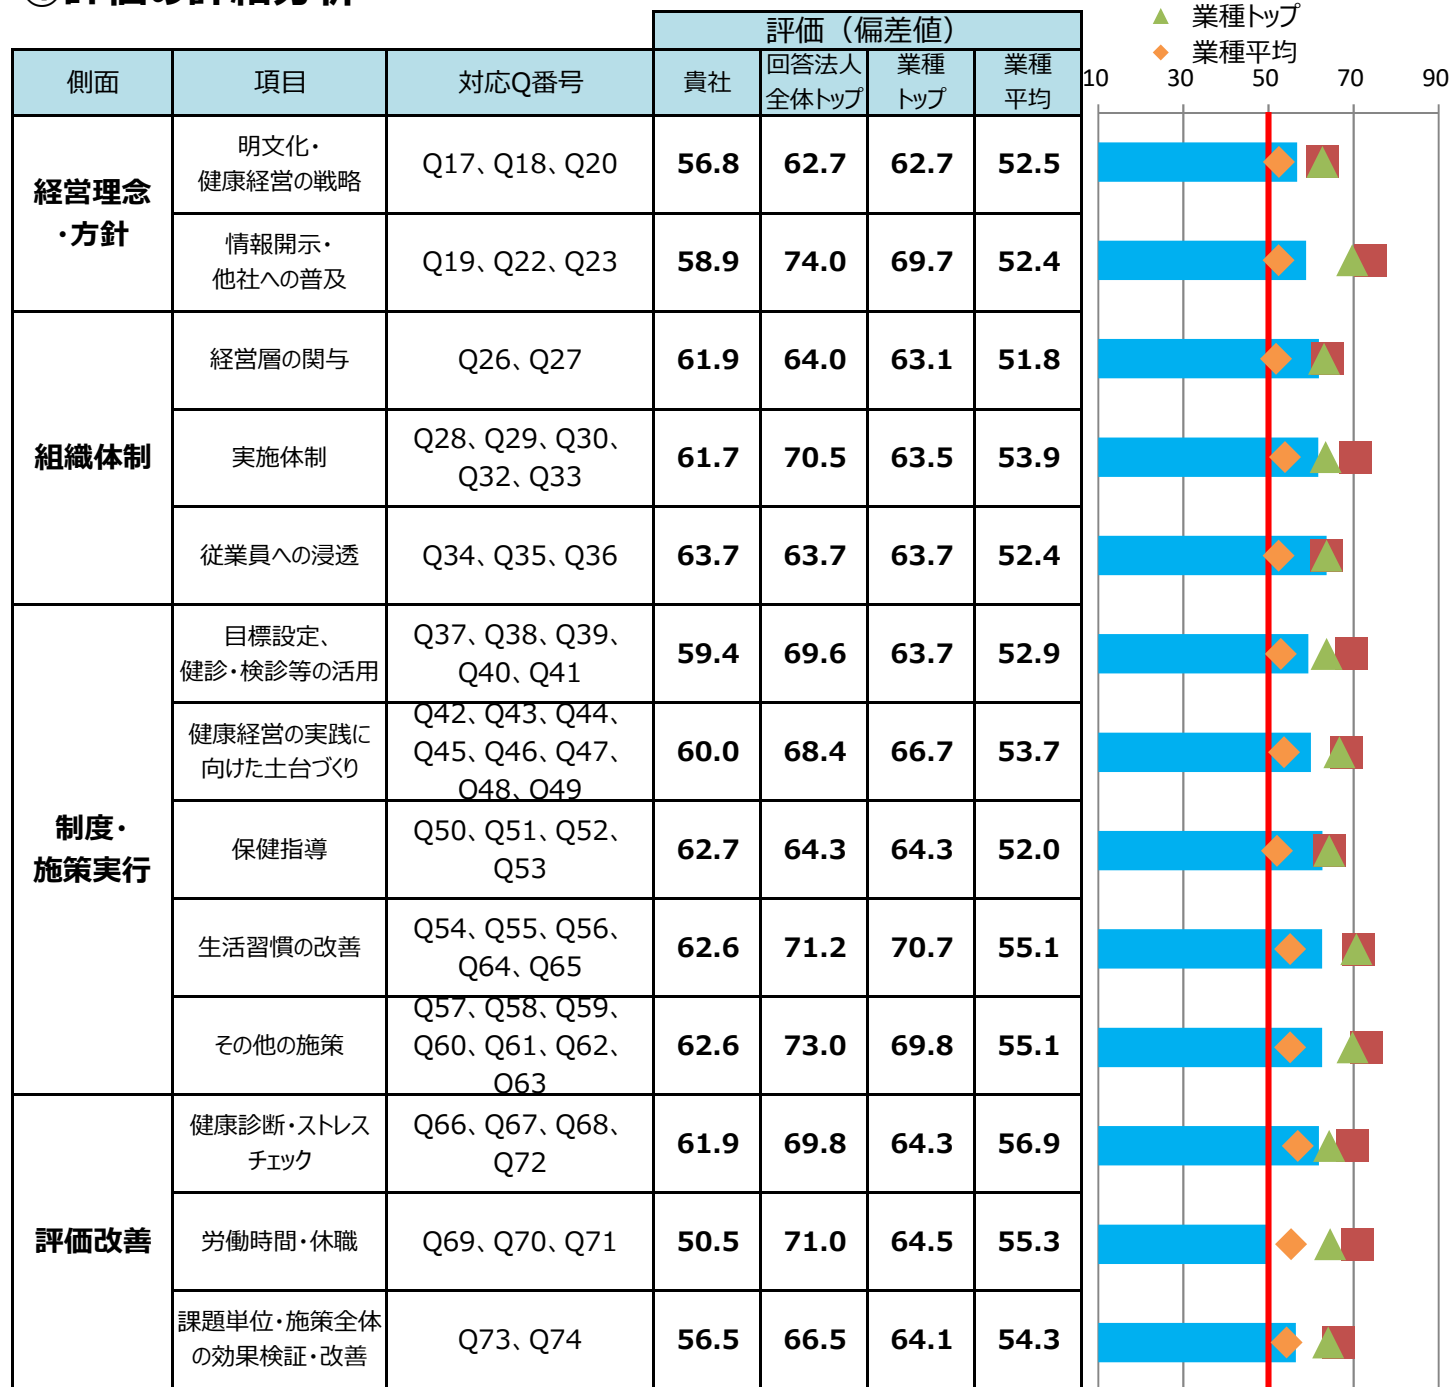 ①評価の詳細分析
▲ 業種トップ
◆ 業種平均
評価（偏差値）
側面 項目 対応Q番号 貴社 回答法人全体トップ 業種トップ 業種平均
10 30 50 70 90
経営理念・方針
明文化・健康経営の戦略 Q17、Q18、Q20 56.8 62.7 62.7 52.5
情報開示・他社への普及 Q19、Q22、Q23 58.9 74.0 69.7 52.4
組織体制
経営層の関与 Q26、Q27 61.9 64.0 63.1 51.8
実施体制 Q28、Q29、Q30、Q32、Q33 61.7 70.5 63.5 53.9
従業員への浸透 Q34、Q35、Q36 63.7 63.7 63.7 52.4
制度・施策実行
目標設定、健診・検診等の活用 Q37、Q38、Q39、Q40、Q41 59.4 69.6 63.7 52.9
健康経営の実践に向けた土台づくり Q42、Q43、Q44、Q45、Q46、Q47、Q48、Q49 60.0 68.4 66.7 53.7
保健指導 Q50、Q51、Q52、Q53 62.7 64.3 64.3 52.0
生活習慣の改善 Q54、Q55、Q56、Q64、Q65 62.6 71.2 70.7 55.1
その他の施策 Q57、Q58、Q59、Q60、Q61、Q62、Q63 62.6 73.0 69.8 55.1
評価改善
健康診断・ストレスチェック Q66、Q67、Q68、Q72 61.9 69.8 64.3 56.9
労働時間・休職 Q69、Q70、Q71 50.5 71.0 64.5 55.3
課題単位・施策全体の効果検証・改善 Q73、Q74 56.5 66.5 64.1 54.3